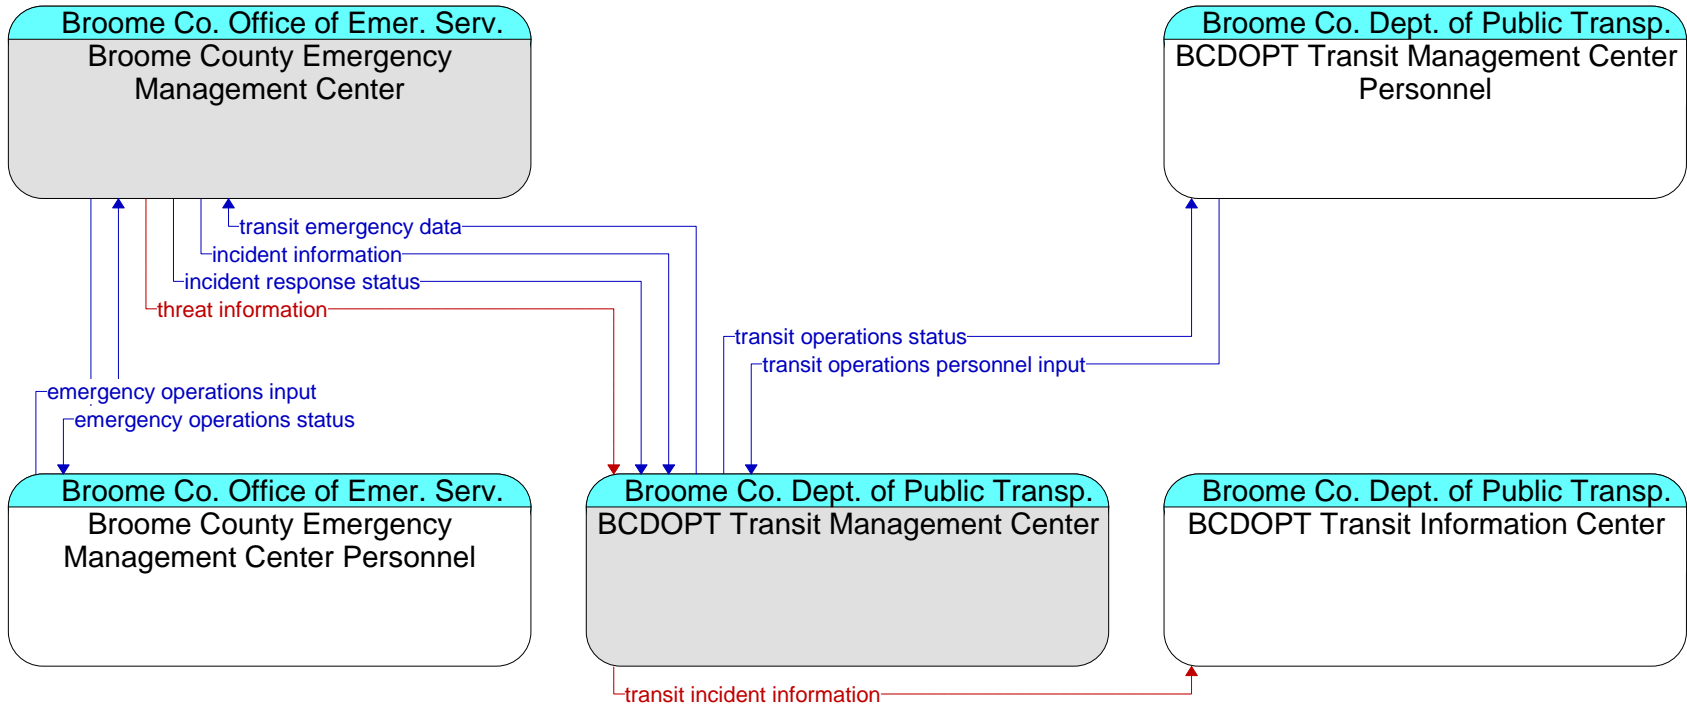 Broome Co. Office of Emer. Serv.
Broome County Emergency
Management Center
Broome Co. Dept. of Public Transp.
BCDOPT Transit Management Center
Personnel
transit emergency data
incident information
incident response status
threat information
transit operations status
transit operations personnel input
emergency operations input
emergency operations status
Broome Co. Office of Emer. Serv.
Broome County Emergency
Management Center Personnel
Broome Co. Dept. of Public Transp.
BCDOPT Transit Management Center
Broome Co. Dept. of Public Transp.
BCDOPT Transit Information Center
transit incident information